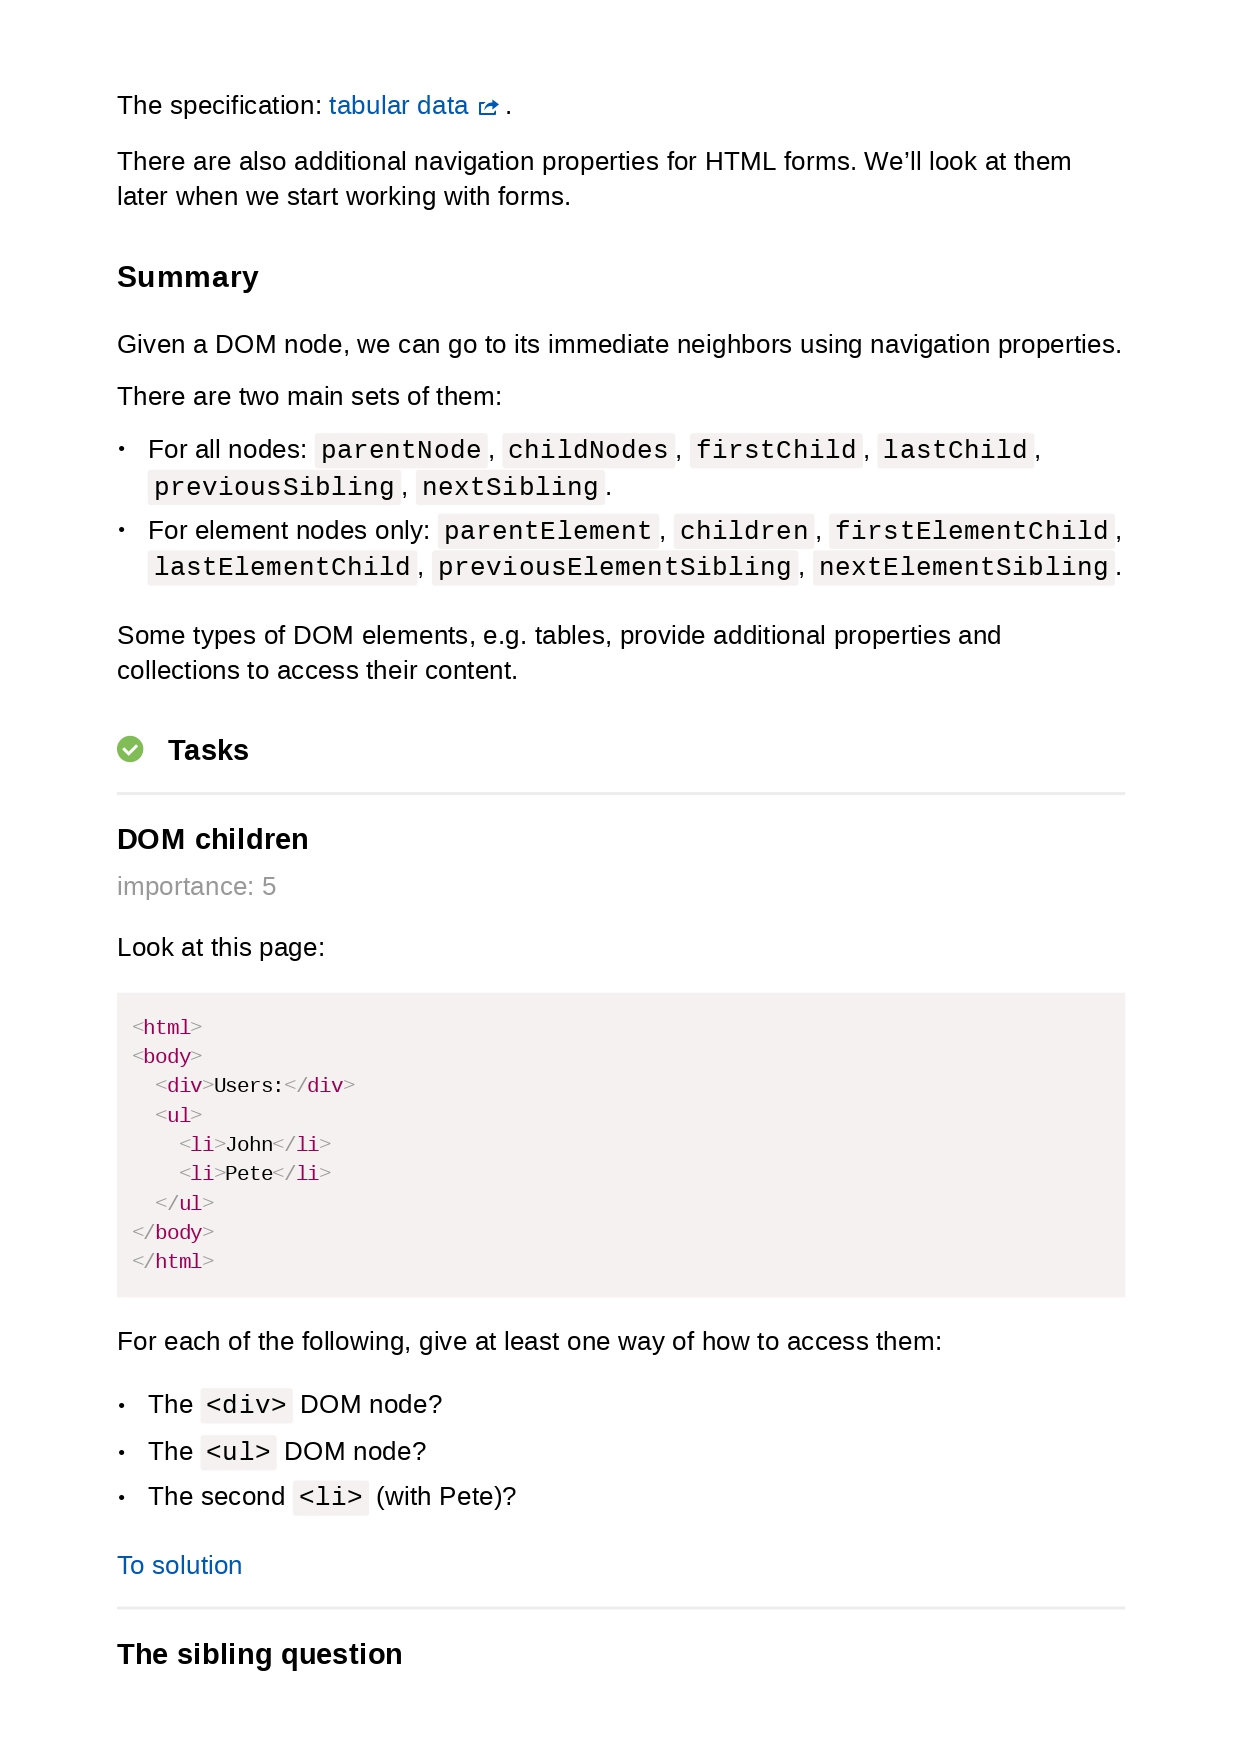 The specification: tabular data .
There are also additional navigation properties for HTML forms. We’ll look at them
later when we start working with forms.
Summary
Given a DOM node, we can go to its immediate neighbors using navigation properties.
There are two main sets of them:
• For all nodes: parentNode, childNodes, firstChild, lastChild,
previousSibling, nextSibling.
• For element nodes only: parentElement, children, firstElementChild,
lastElementChild, previousElementSibling, nextElementSibling.
Some types of DOM elements, e.g. tables, provide additional properties and
collections to access their content.
Tasks
DOM children
importance: 5
Look at this page:
<html>
<body>
  <div>Users:</div>
  <ul>
    <li>John</li>
    <li>Pete</li>
  </ul>
</body>
</html>
For each of the following, give at least one way of how to access them:
• The <div> DOM node?
• The <ul> DOM node?
• The second <li> (with Pete)?
To solution
The sibling question